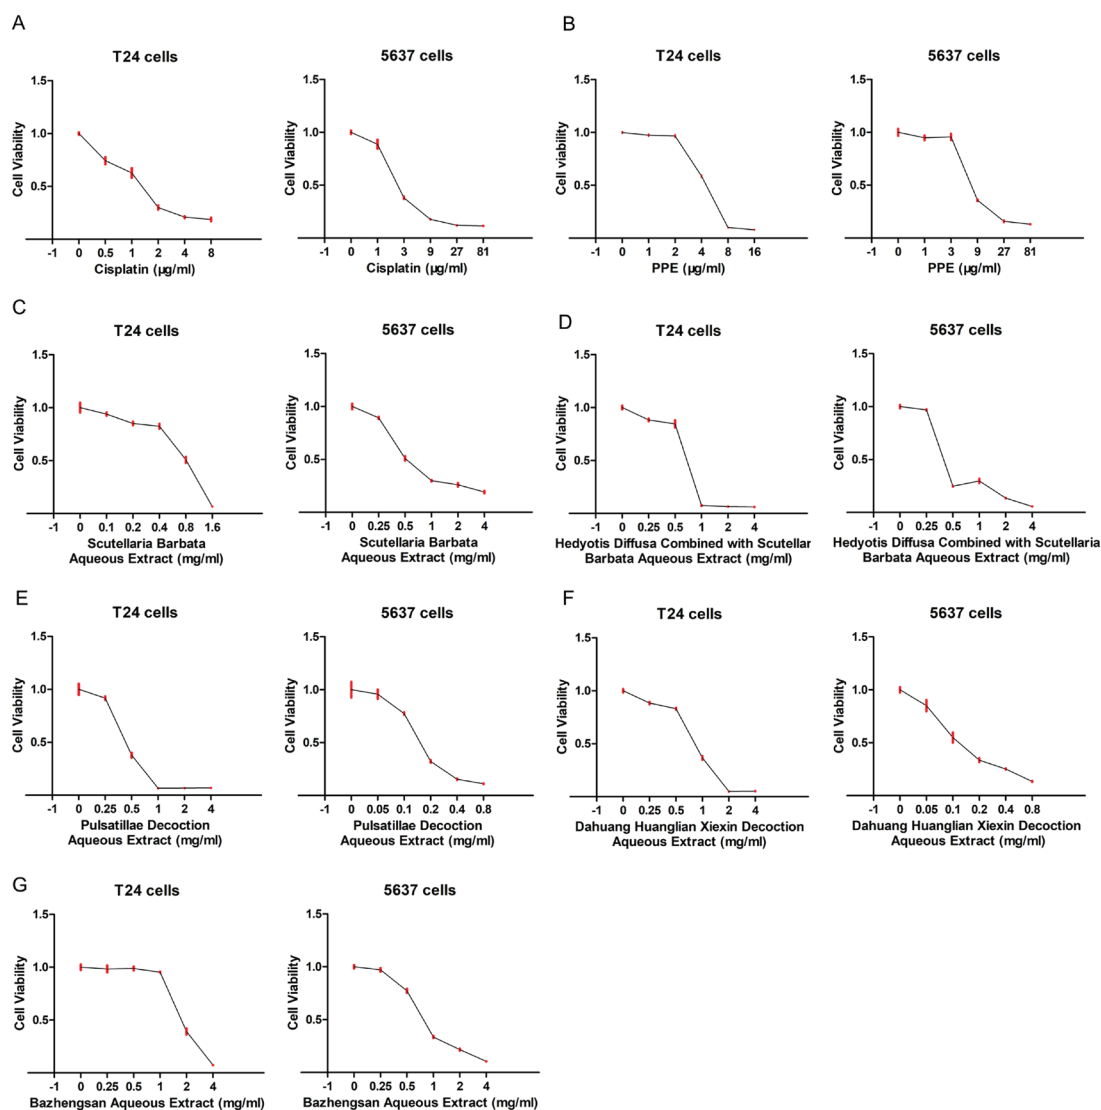 A
B
T24 cells
5637 cells
T24 cells
5637 cells
1.5
1.0
0.5
Cell Viability
-1 0 0.5 1 2 4 8
Cisplatin (µg/ml)
1.5
1.0
0.5
Cell Viability
-1 0 1 3 9 27 81
Cisplatin (µg/ml)
1.5
1.0
0.5
Cell viability
-1 0 1 2 4 8 16
PPE (µg/ml)
1.5
1.0
0.5
Cell Viability
-1 0 1 3 9 27 81
PPE (µg/ml)
C
D
T24 cells
5637 cells
T24 cells
5637 cells
1.5
1.0
0.5
Cell Viability
-1 0 0.1 0.2 0.4 0.8 1.6
Scutellaria Barbata
Aqueous Extract (mg/ml)
1.5
1.0
0.5
Cell Viability
-1 0 0.25 0.5 1 2 4
Scutellaria Barbata
Aqueous Extract (mg/ml)
1.5
1.0
0.5
Cell Viability
-1 0 0.25 0.5 1 2 4
Hedyotis Diffusa Combined with Scutellar
Barbata Aqueous Extract (mg/ml)
1.5
1.0
0.5
Cell Viability
-1 0 0.25 0.5 1 2 4
Hedyotis Diffusa Combined with Scutellaria
Barbata Aqueous Extract (mg/ml)
E
F
T24 cells
5637 cells
T24 cells
5637 cells
1.5
1.0
0.5
Cell Viability
-1 0 0.25 0.5 1 2 4
Pulsatillae Decoction
Aqueous Extract (mg/ml)
1.5
1.0
0.5
Cell Viability
-1 0 0.05 0.1 0.2 0.4 0.8
Pulsatillae Decoction
Aqueous Extract (mg/ml)
1.5
1.0
0.5
Cell Viability
-1 0 0.25 0.5 1 2 4
Dahuang Huanglian Xiexin Decoction
Aqueous Extract (mg/ml)
1.5
1.0
0.5
Cell Viability
-1 0 0.05 0.1 0.2 0.4 0.8
Dahuang Huanglian Xiexin Decoction
Aqueous Extract (mg/ml)
G
T24 cells
5637 cells
1.5
1.0
0.5
Cell Viability
-1 0 0.25 0.5 1 2 4
Bazhengsan Aqueous Extract (mg/ml)
1.5
1.0
0.5
Cell Viability
-1 0 0.25 0.5 1 2 4
Bazhengsan Aqueous Extract (mg/ml)